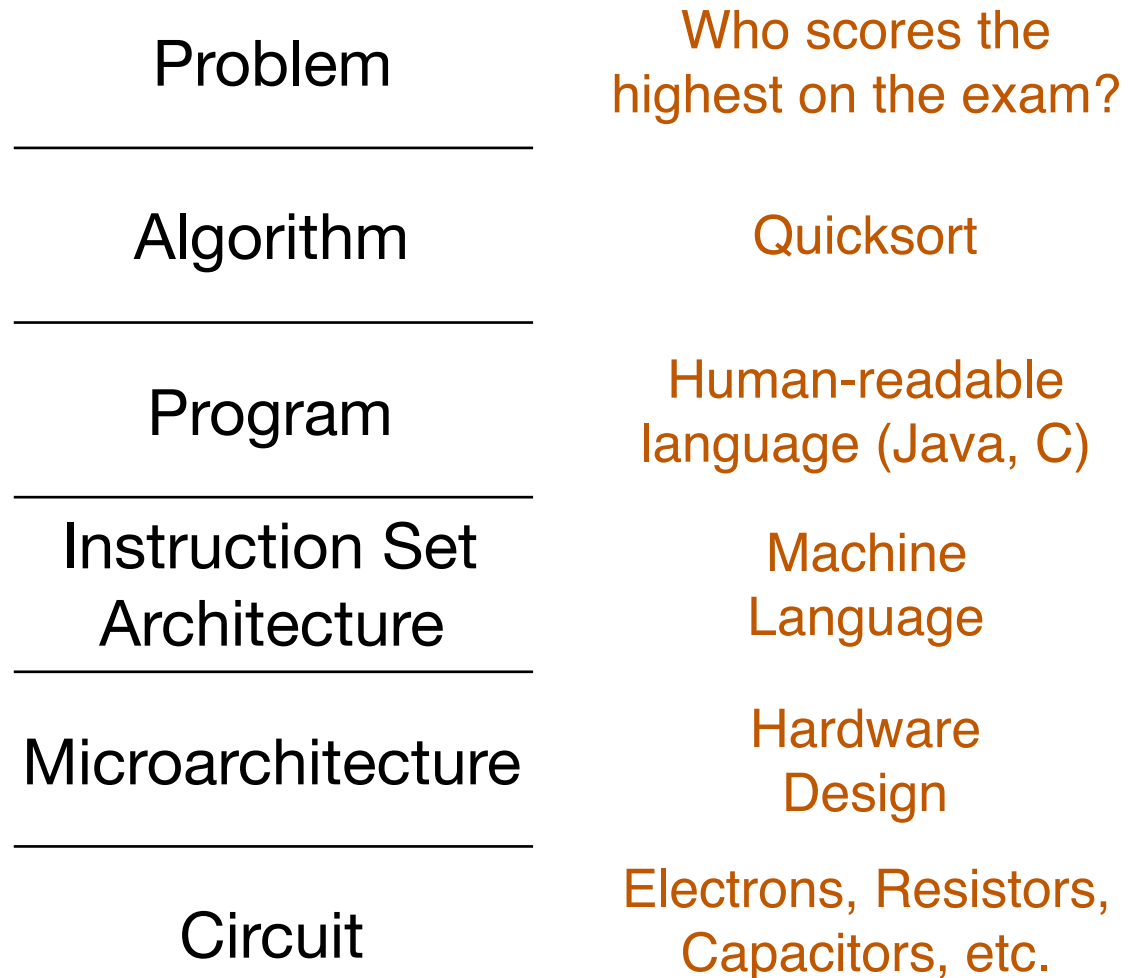 Problem
Who scores the
highest on the exam?
Algorithm
Quicksort
Program
Human-readable
language (Java, C)
Instruction Set
Architecture
Machine
Language
Microarchitecture
Hardware
Design
Circuit
Electrons, Resistors,
Capacitors, etc.